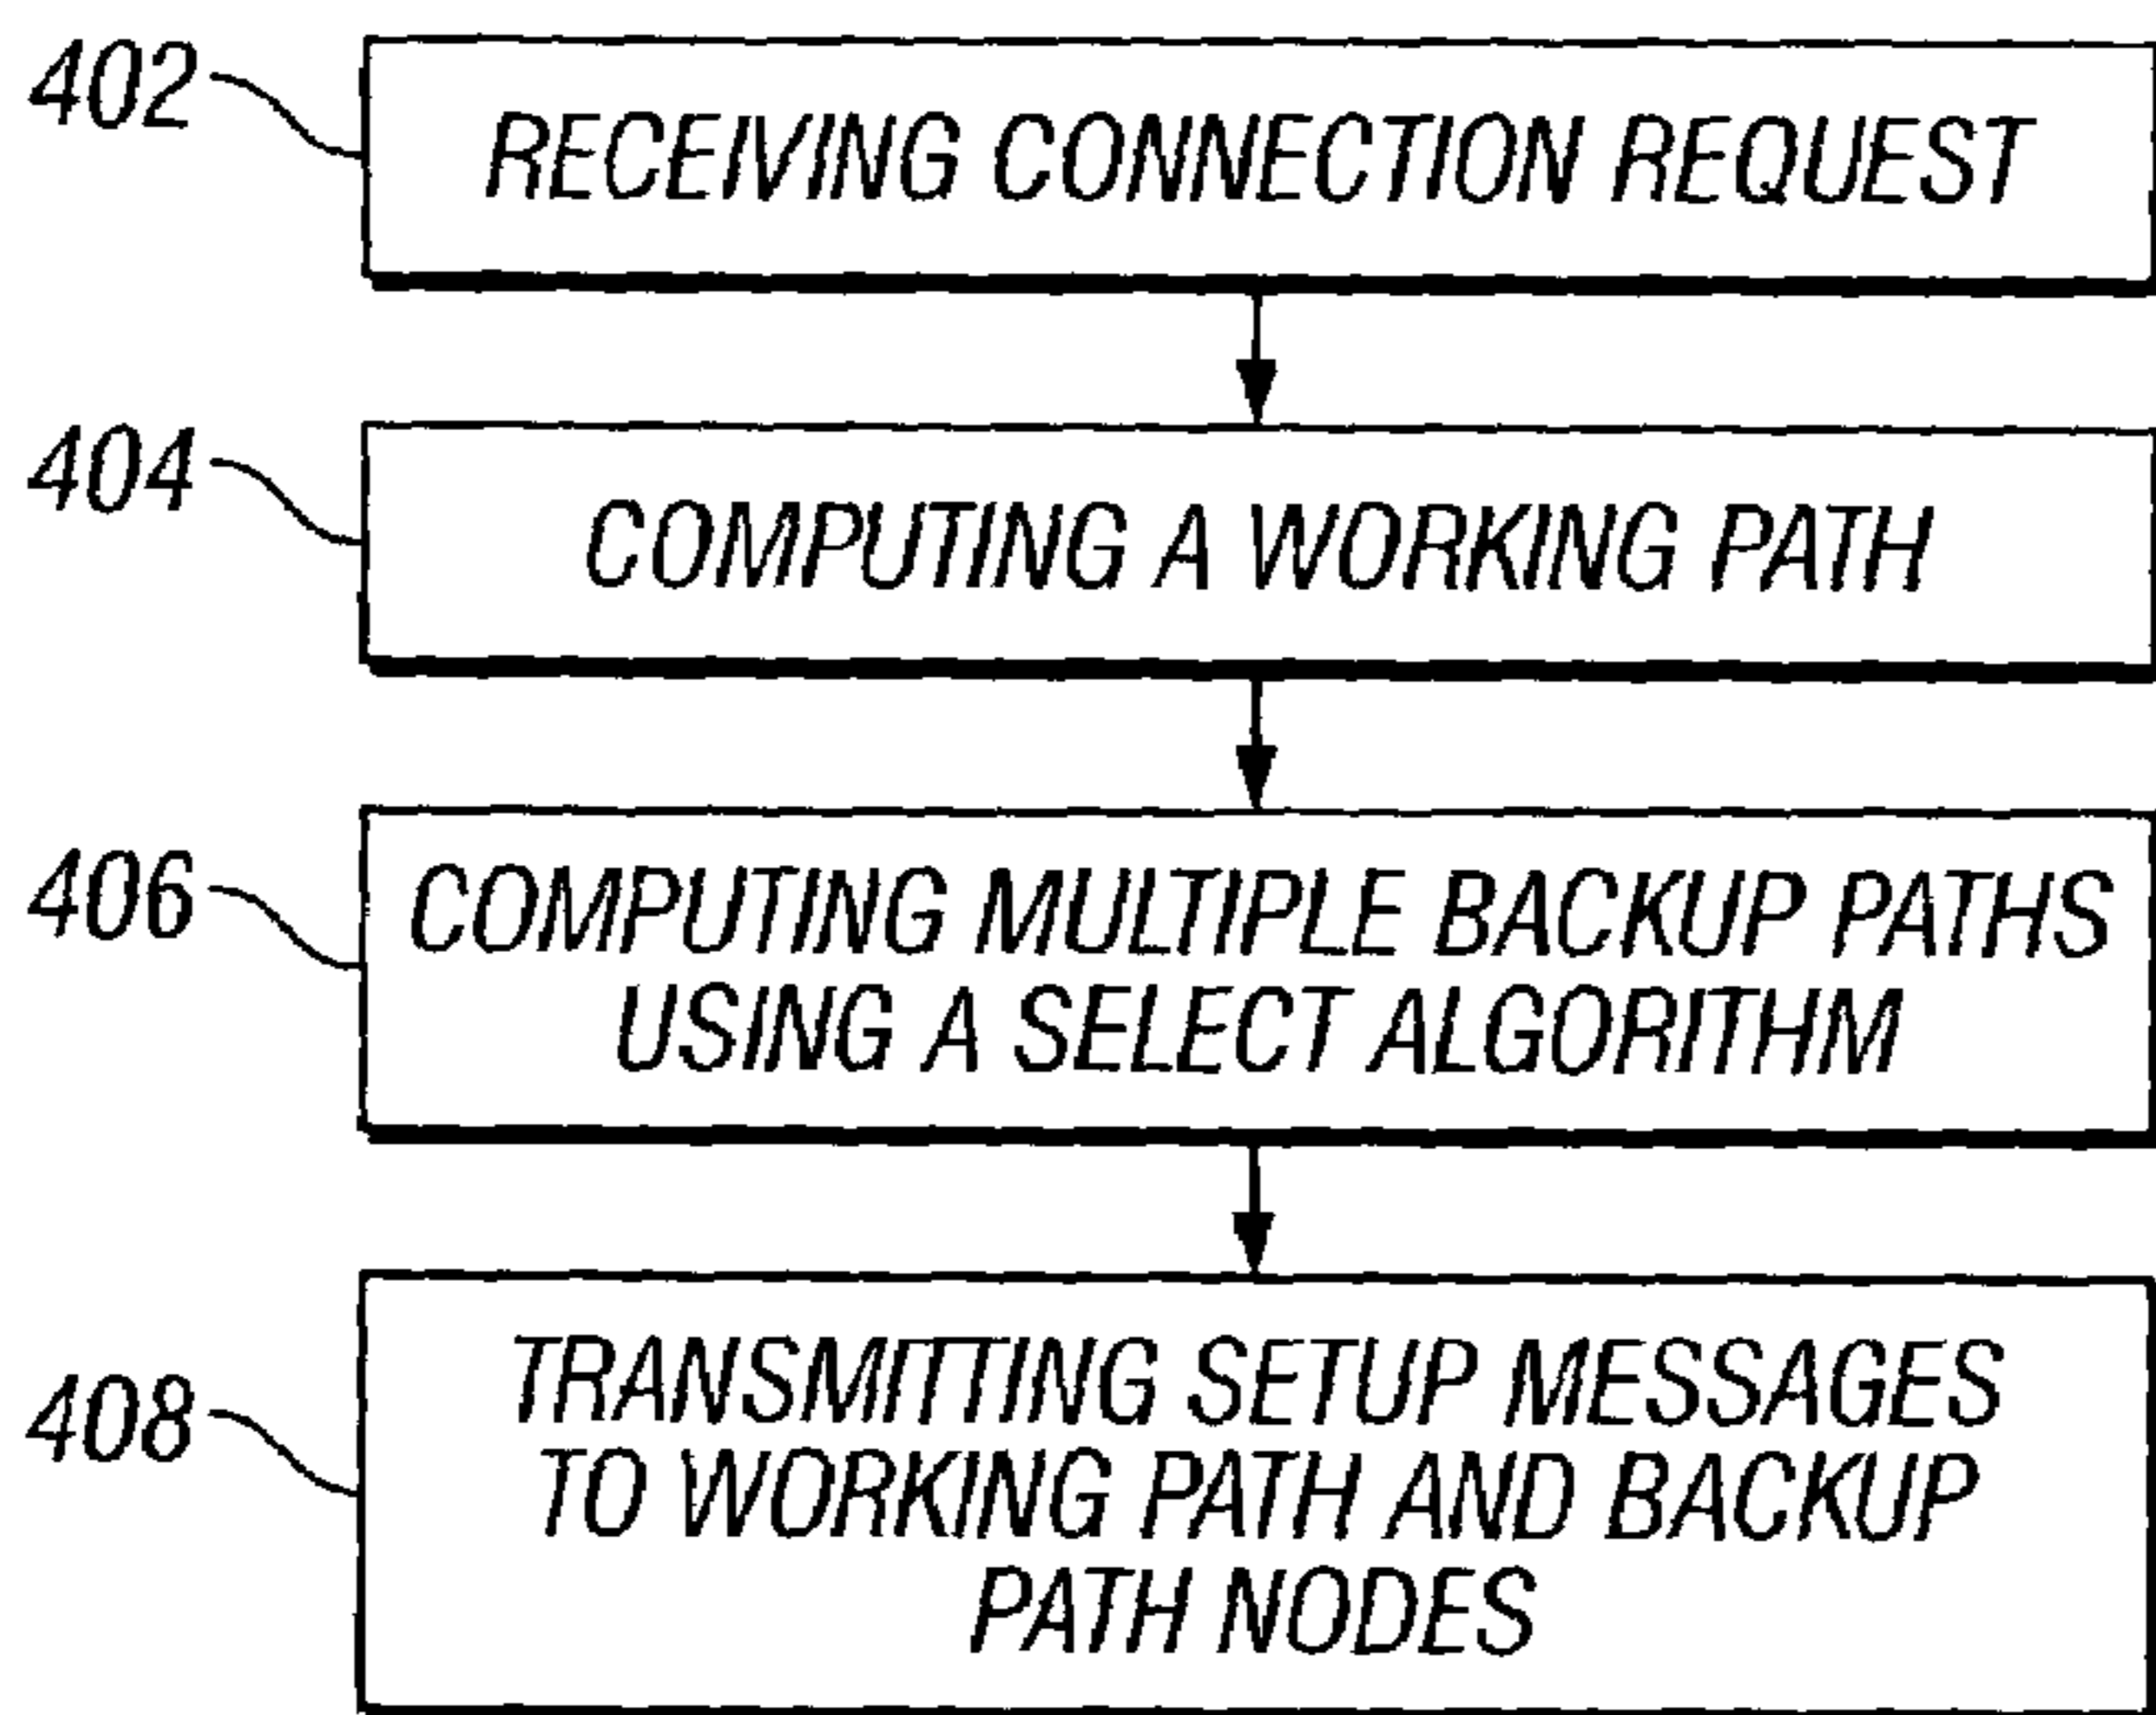 402
RECEIVING CONNECTION REQUEST
404
COMPUTING A WORKING PATH
406
COMPUTING MULTIPLE BACKUP PATHS
USING A SELECT ALGORITHM
408
TRANSMITTING SETUP MESSAGES
TO WORKING PATH AND BACKUP
PATH NODES